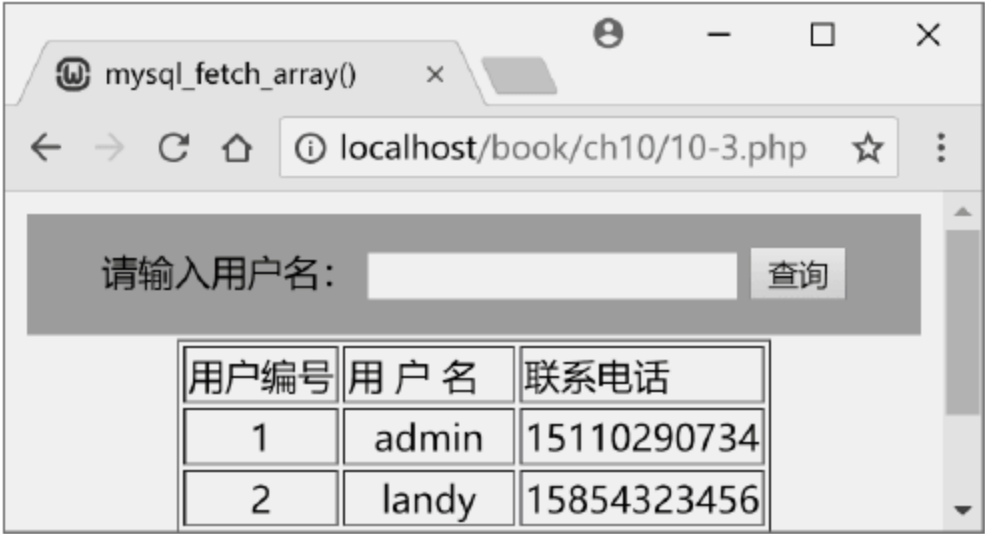 mysql_fetch_array()
localhost/book/ch10/10-3.php
请输入用户名： 查询
用户编号 用 户 名 联系电话
1 admin 15110290734
2 landy 15854323456